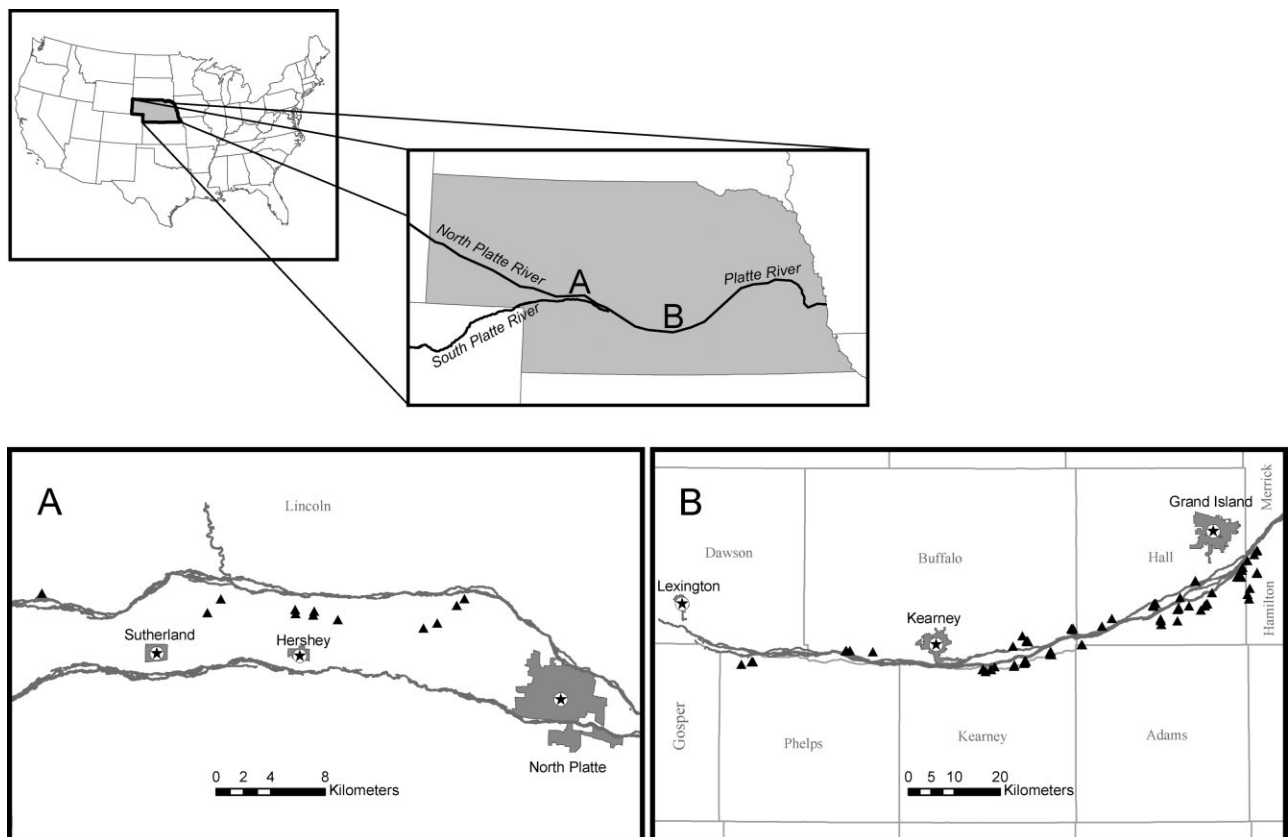 North Platte River
A
Platte River
B
South Platte River
A
Lincoln
Sutherland
Hershey
North Platte
0 2 4 8
Kilometers
B
Merrick
Grand Island
Dawson
Buffalo
Hall
Lexington
Kearney
Hamilton
Gosper
Phelps
Kearney
Adams
0 5 10 20
Kilometers